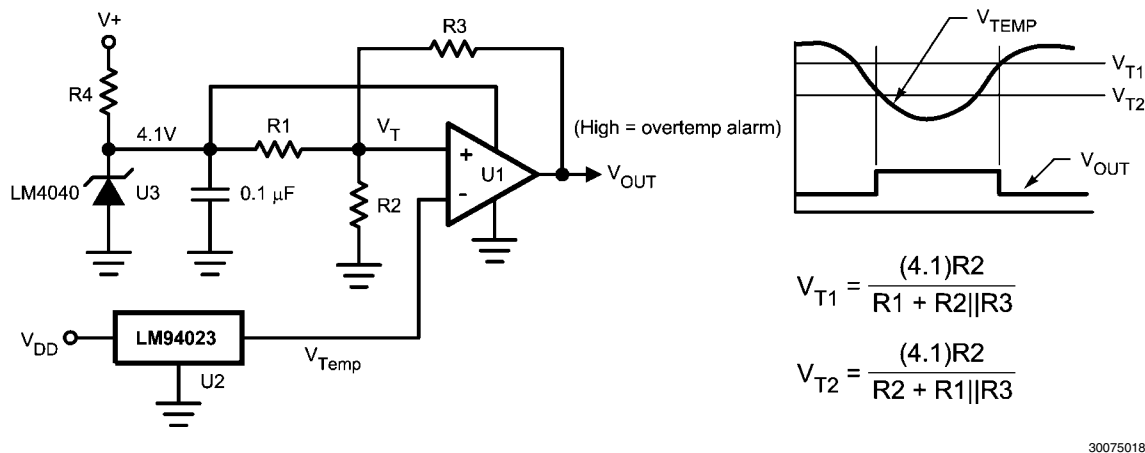 V+
R4
4.1V
LM4040
U3
0.1 μF
R1
R3
V_T
R2
+
-
U1
(High = overtemp alarm)
V_OUT
V_DD
LM94023
U2
V_Temp
V_TEMP
V_T1
V_T2
V_OUT
V_T1 = (4.1)R2 / R1 + R2||R3
V_T2 = (4.1)R2 / R2 + R1||R3
30075018